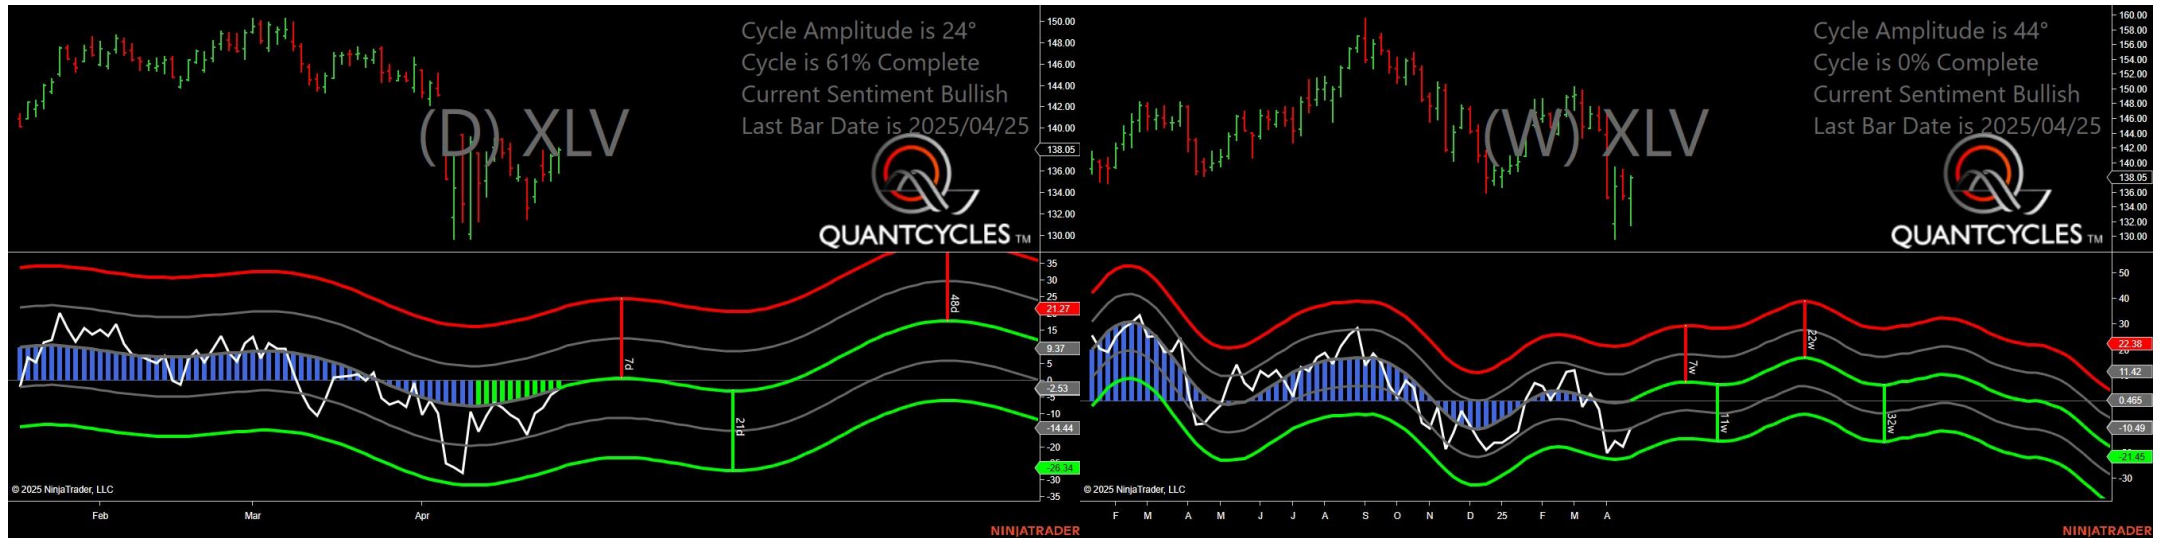 Cycle Amplitude is 24°
Cycle is 61% Complete
Current Sentiment Bullish
Last Bar Date is 2025/04/25
(D) XLV
QUANTCYCLES TM
150.00
148.00
146.00
144.00
142.00
140.00
138.05
136.00
134.00
132.00
130.00
35
30
25
21.27
15
9.37
5
0
-2.53
-5
-10
-14.44
-20
-26.34
-30
-35
7d
21d
48d
© 2025 NinjaTrader, LLC
Feb Mar Apr
NINJATRADER
Cycle Amplitude is 44°
Cycle is 0% Complete
Current Sentiment Bullish
Last Bar Date is 2025/04/25
(W) XLV
QUANTCYCLES TM
160.00
158.00
156.00
154.00
152.00
150.00
148.00
146.00
144.00
142.00
140.00
138.05
136.00
134.00
132.00
130.00
50
40
30
22.38
20
11.42
0.465
-10.49
-21.45
-30
7w
11w
22w
32w
© 2025 NinjaTrader, LLC
F M A M J J A S O N D 25 F M A
NINJATRADER